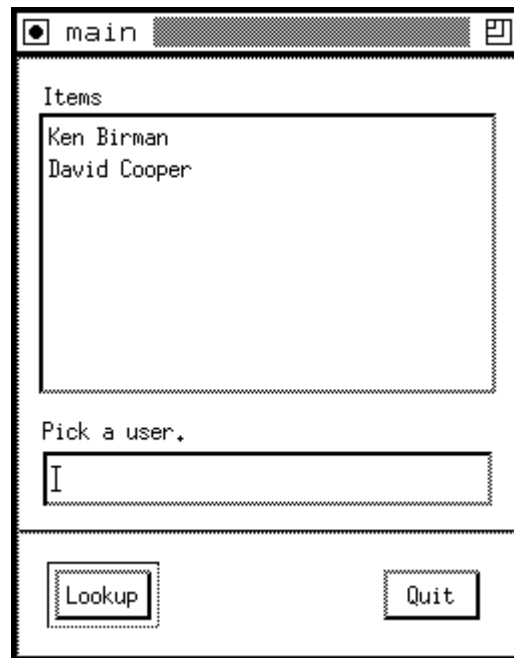 main
Items
Ken Birman
David Cooper
Pick a user.
Lookup
Quit